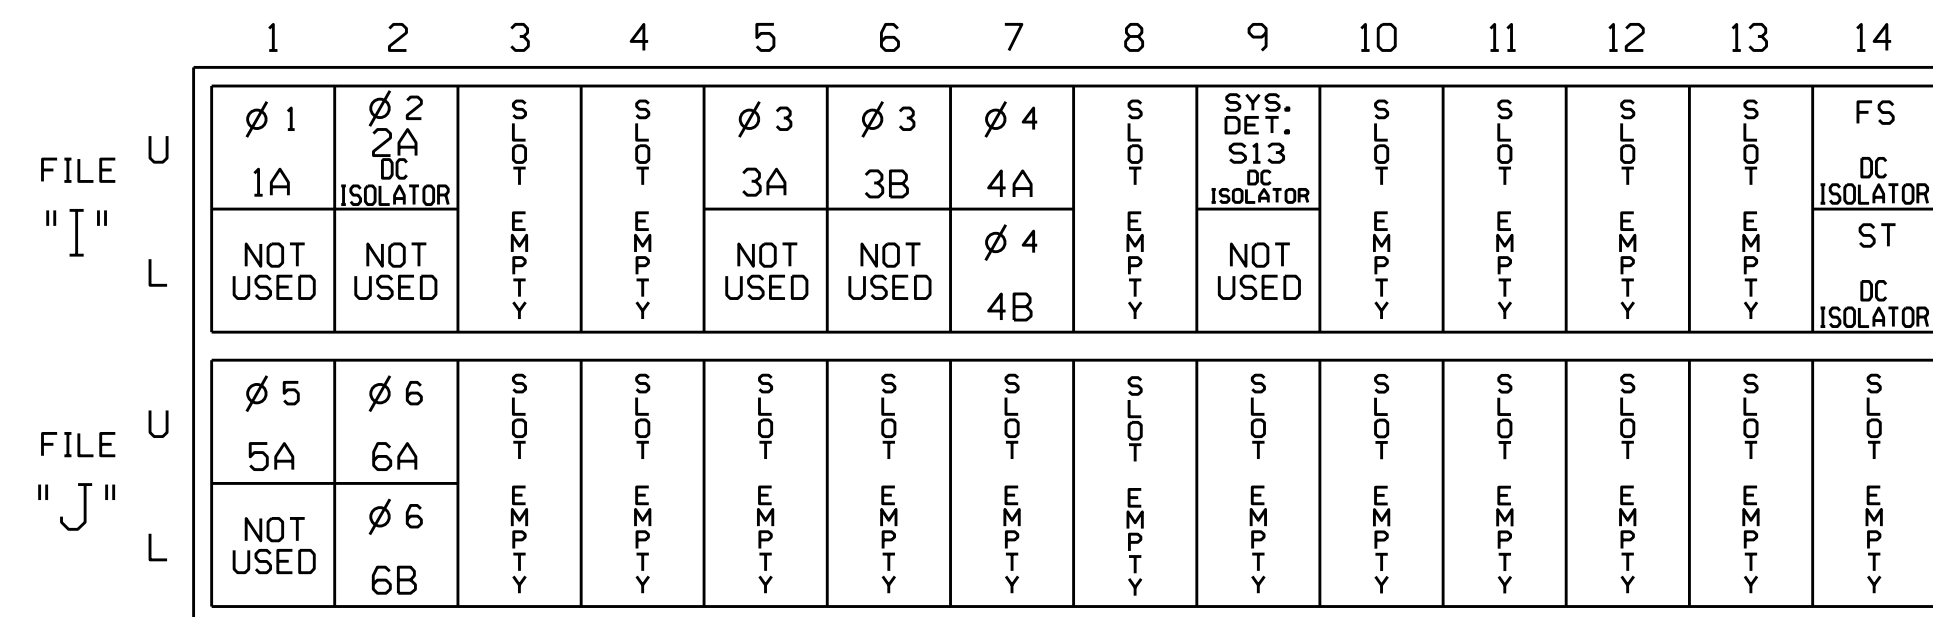 1 2 3 4 5 6 7 8 9 10 11 12 13 14
FILE "I"
U
L
Ø 1
1A
NOT
USED
Ø 2
2A
DC
ISOLATOR
NOT
USED
SLOT EMPTY
SLOT EMPTY
Ø 3
3A
NOT
USED
Ø 3
3B
NOT
USED
Ø 4
4A
Ø 4
4B
SLOT EMPTY
SYS.
DET.
S13
DC
ISOLATOR
NOT
USED
SLOT EMPTY
SLOT EMPTY
SLOT EMPTY
SLOT EMPTY
FS
DC
ISOLATOR
ST
DC
ISOLATOR
FILE "J"
U
L
Ø 5
5A
NOT
USED
Ø 6
6A
Ø 6
6B
SLOT EMPTY
SLOT EMPTY
SLOT EMPTY
SLOT EMPTY
SLOT EMPTY
SLOT EMPTY
SLOT EMPTY
SLOT EMPTY
SLOT EMPTY
SLOT EMPTY
SLOT EMPTY
SLOT EMPTY